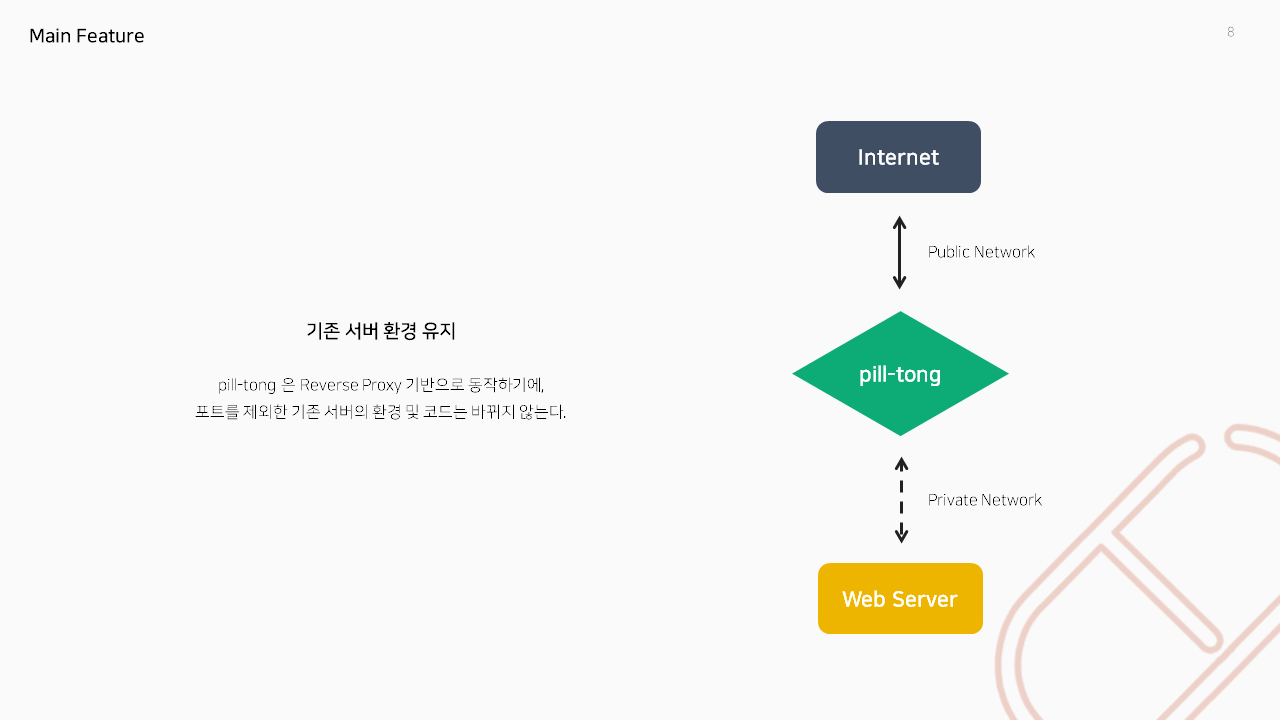 Main Feature
8
기존 서버 환경 유지
pill-tong 은 Reverse Proxy 기반으로 동작하기에,
포트를 제외한 기존 서버의 환경 및 코드는 바뀌지 않는다.
Internet
Public Network
pill-tong
Private Network
Web Server